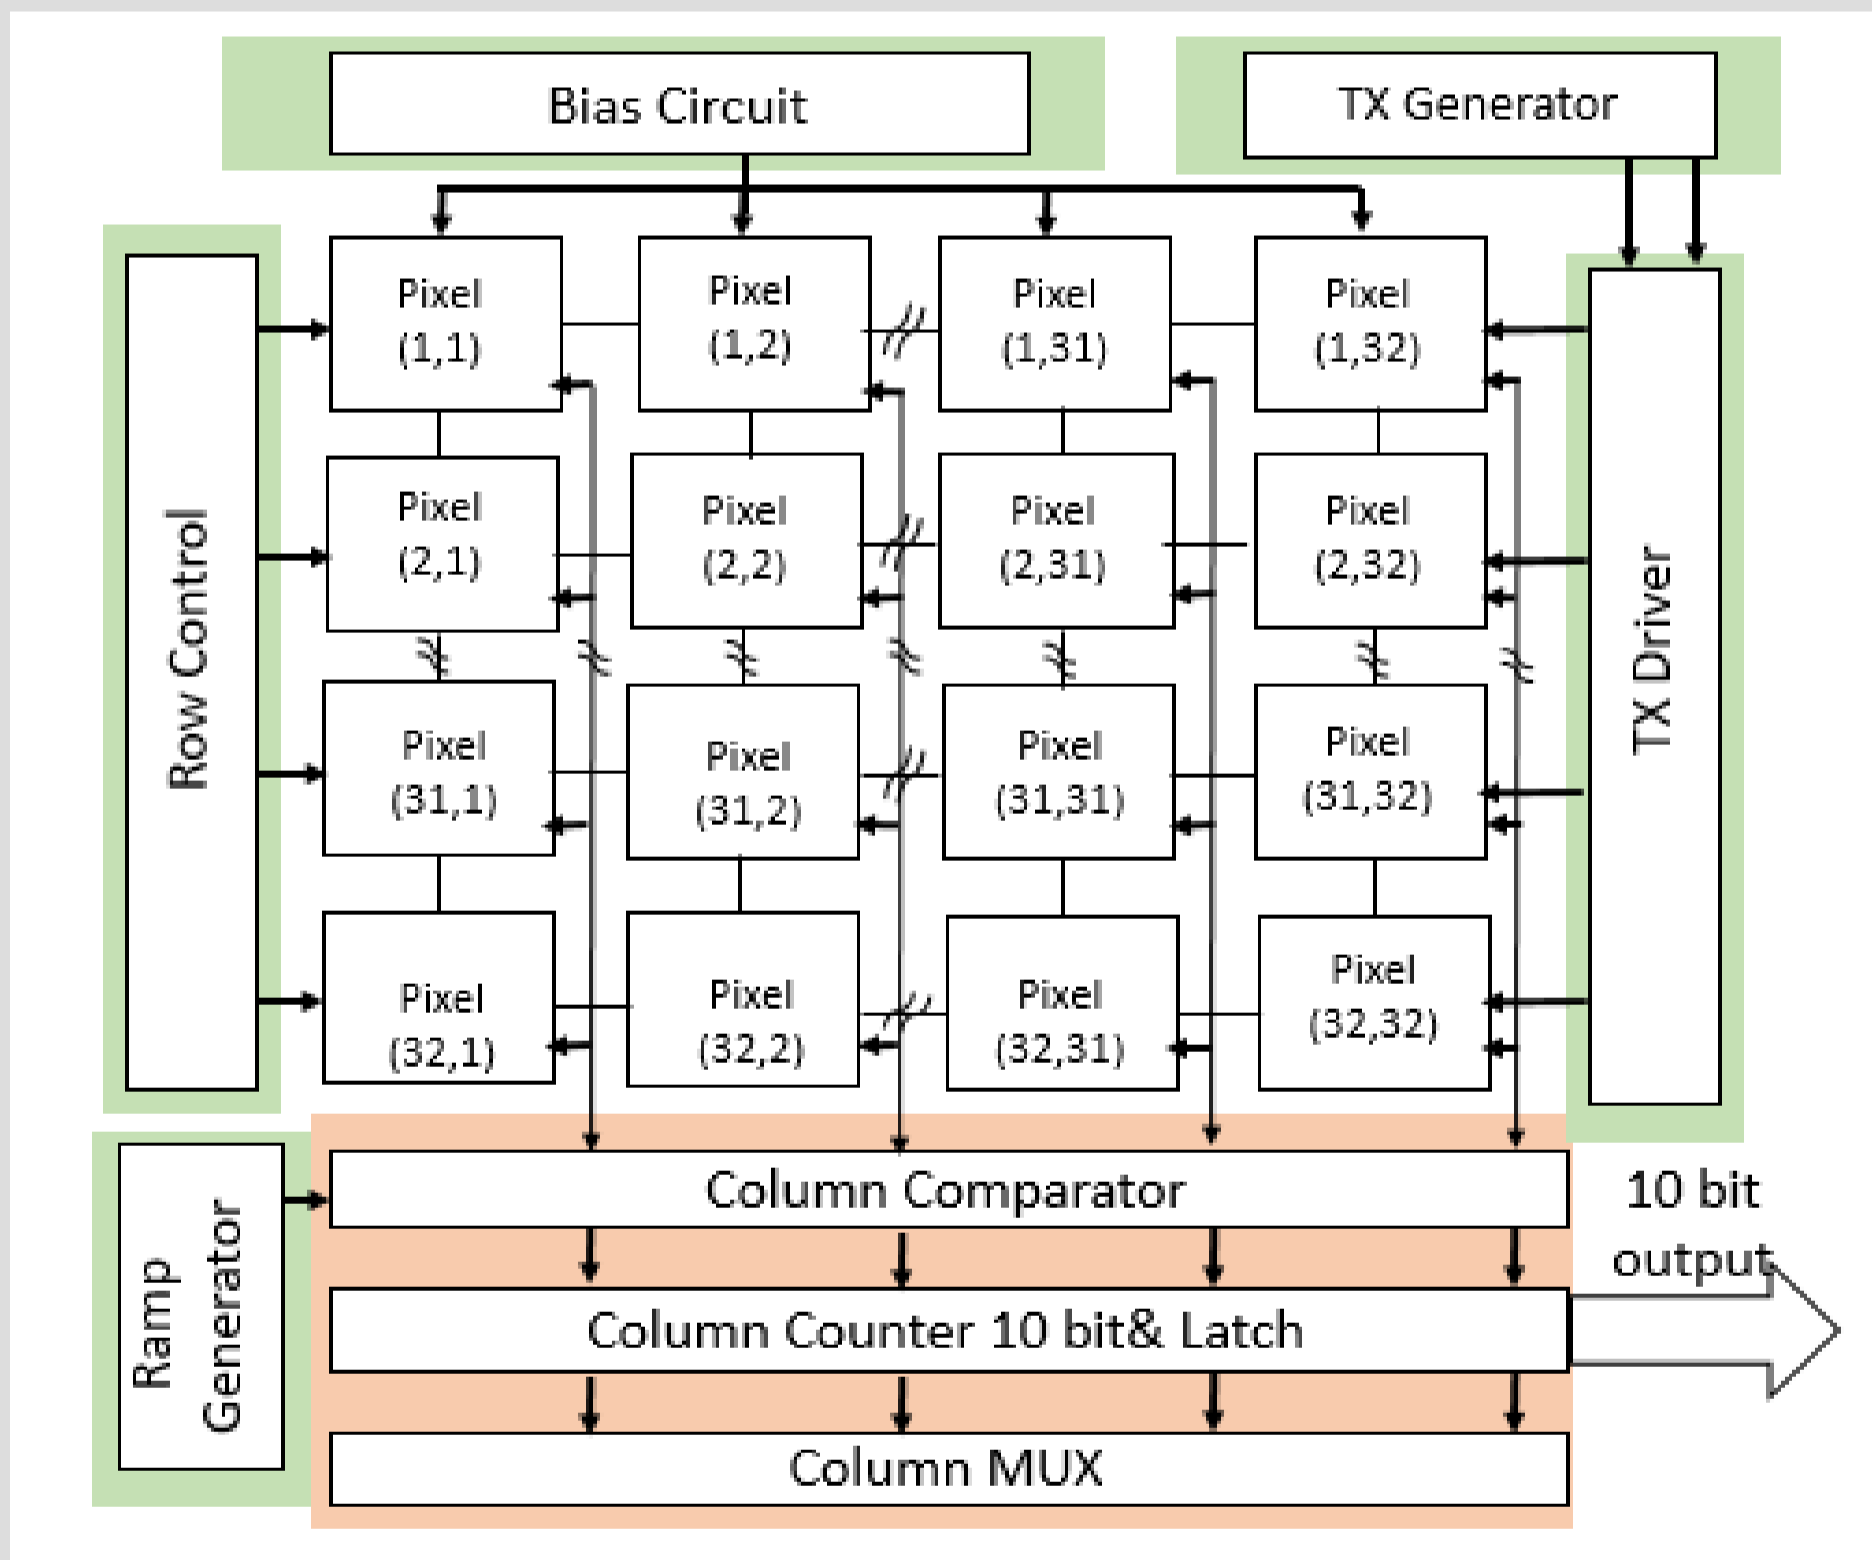 Bias Circuit
TX Generator
Row Control
Pixel
(1,1)
Pixel
(1,2)
Pixel
(1,31)
Pixel
(1,32)
Pixel
(2,1)
Pixel
(2,2)
Pixel
(2,31)
Pixel
(2,32)
Pixel
(31,1)
Pixel
(31,2)
Pixel
(31,31)
Pixel
(31,32)
Pixel
(32,1)
Pixel
(32,2)
Pixel
(32,31)
Pixel
(32,32)
TX Driver
Ramp
Generator
Column Comparator
Column Counter 10 bit& Latch
Column MUX
10 bit
output